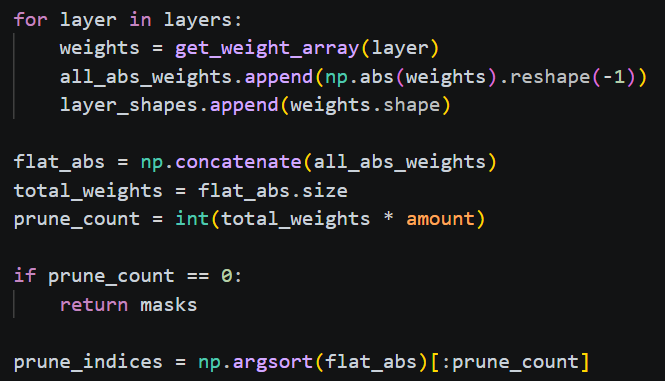 for layer in layers:
    weights = get_weight_array(layer)
    all_abs_weights.append(np.abs(weights).reshape(-1))
    layer_shapes.append(weights.shape)

flat_abs = np.concatenate(all_abs_weights)
total_weights = flat_abs.size
prune_count = int(total_weights * amount)

if prune_count == 0:
    return masks

prune_indices = np.argsort(flat_abs)[:prune_count]